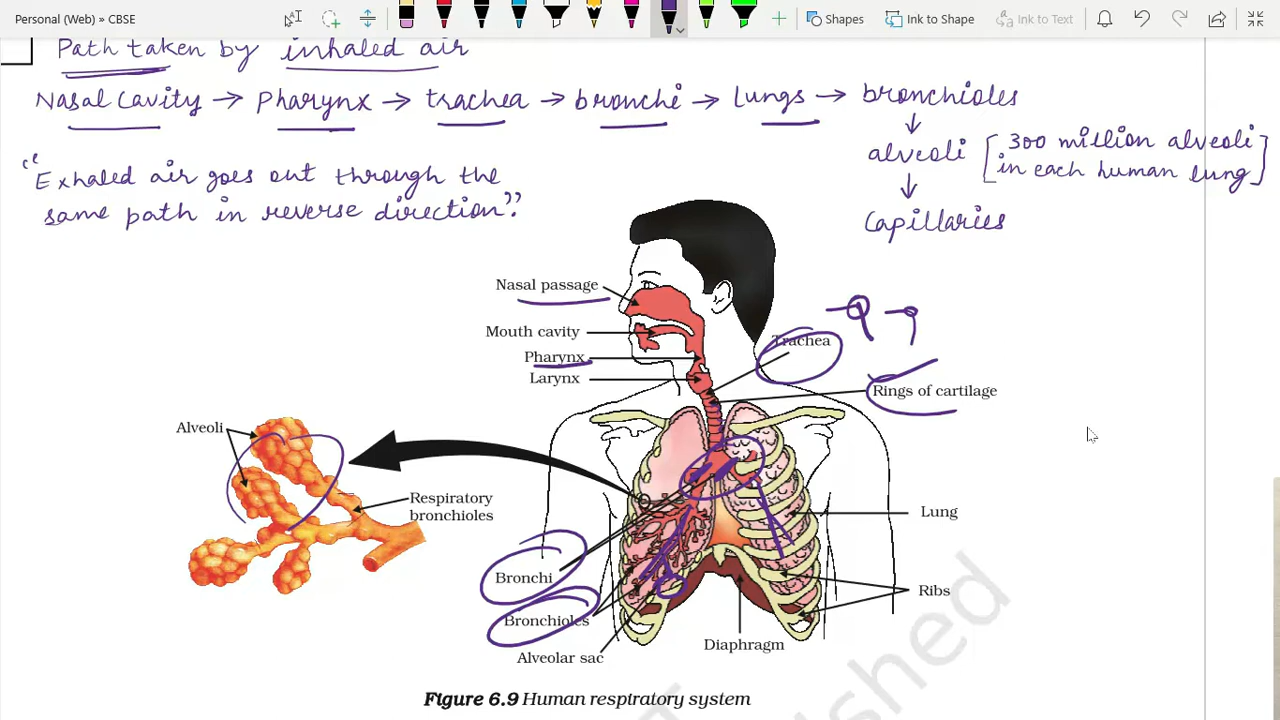 Personal (Web) » CBSE
Shapes
Ink to Shape
Ink to Text
Path taken by inhaled air
Nasal Cavity → Pharynx → trachea → bronchi → Lungs → bronchioles
↓
alveoli [300 million alveoli
in each human lung]
↓
Capillaries
"Exhaled air goes out through the
same path in reverse direction."
Nasal passage
Mouth cavity
Pharynx
Larynx
Trachea
Rings of cartilage
Alveoli
Respiratory
bronchioles
Lung
Bronchi
Bronchioles
Ribs
Alveolar sac
Diaphragm
Figure 6.9 Human respiratory system